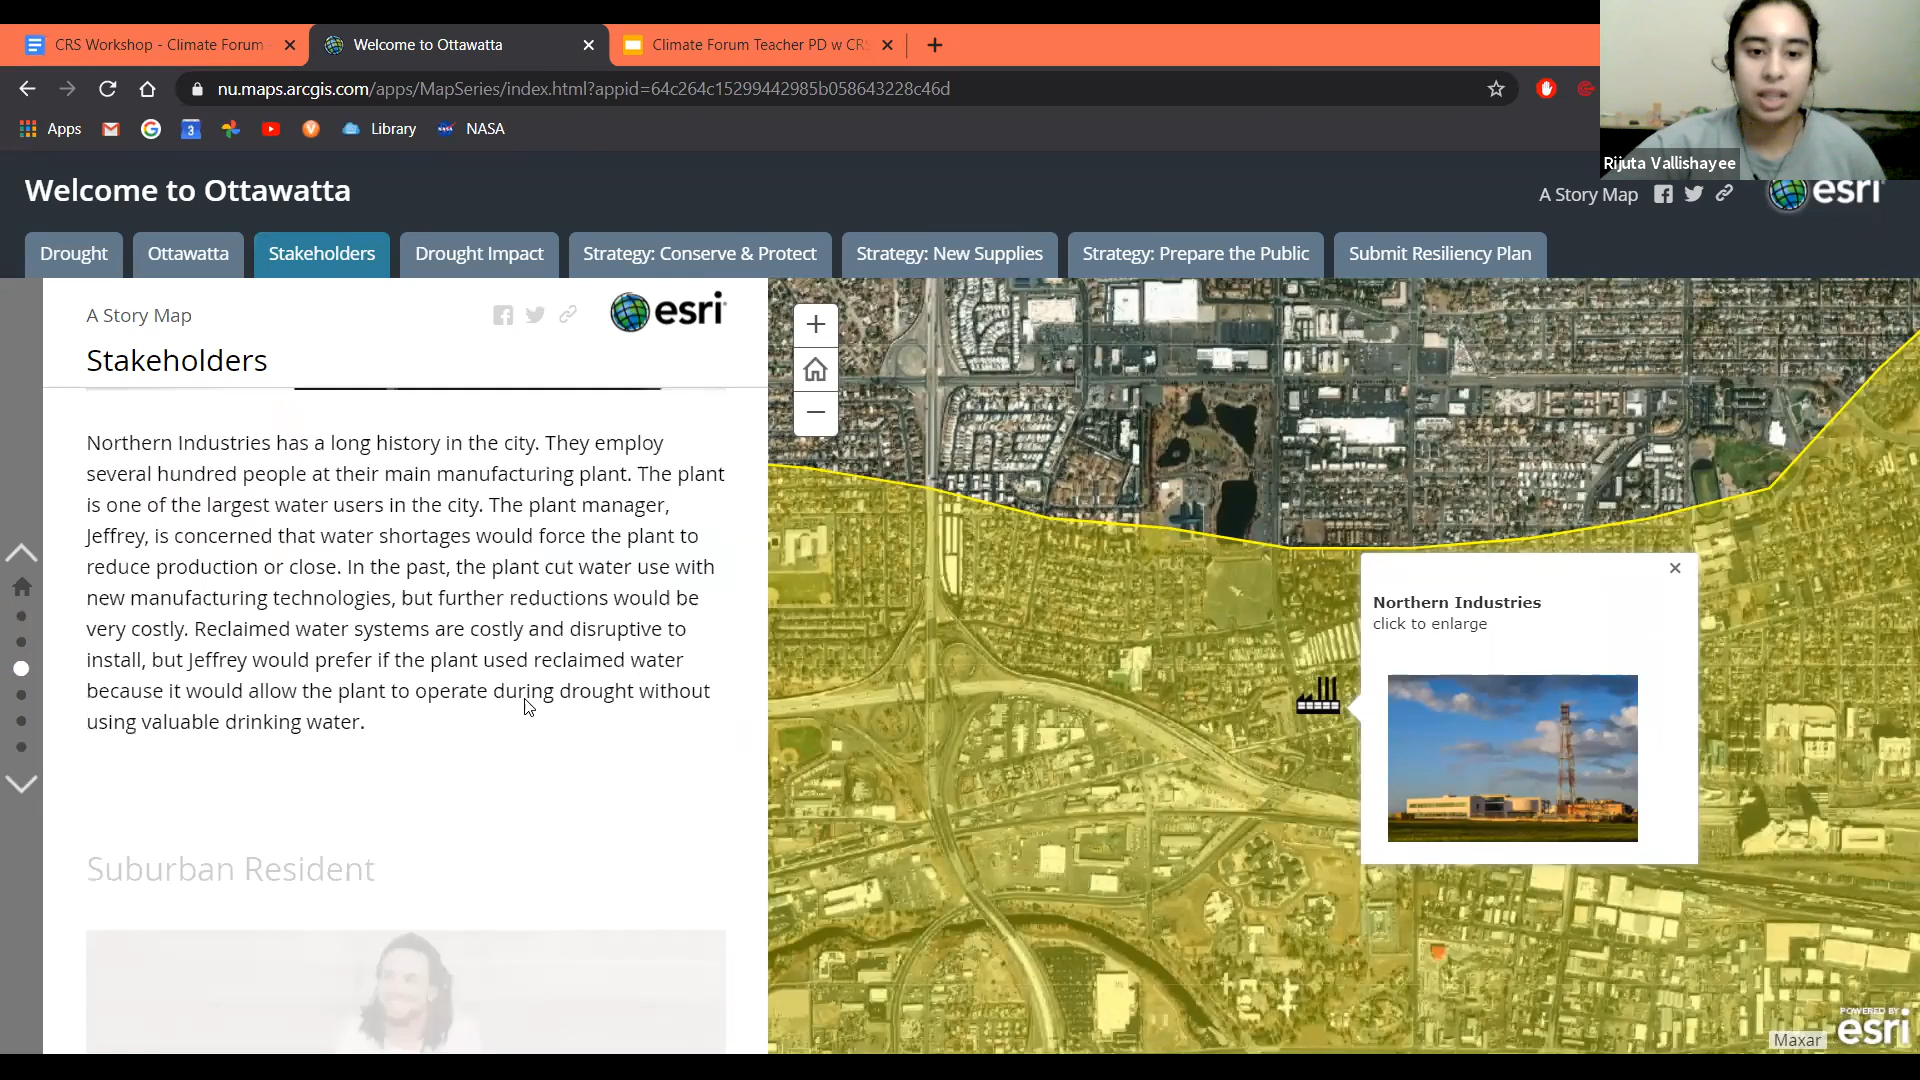 CRS Workshop - Climate Forum
Welcome to Ottawatta
Climate Forum Teacher PD w CRS
nu.maps.arcgis.com/apps/MapSeries/index.html?appid=64c264c15299442985b058643228c46d
Apps
3
Library
NASA
NASA
Rijuta Vallishayee
Welcome to Ottawatta
A Story Map
esri
Drought
Ottawatta
Stakeholders
Drought Impact
Strategy: Conserve & Protect
Strategy: New Supplies
Strategy: Prepare the Public
Submit Resiliency Plan
A Story Map
esri
Stakeholders
Northern Industries has a long history in the city. They employ
several hundred people at their main manufacturing plant. The plant
is one of the largest water users in the city. The plant manager,
Jeffrey, is concerned that water shortages would force the plant to
reduce production or close. In the past, the plant cut water use with
new manufacturing technologies, but further reductions would be
very costly. Reclaimed water systems are costly and disruptive to
install, but Jeffrey would prefer if the plant used reclaimed water
because it would allow the plant to operate during drought without
using valuable drinking water.
Suburban Resident
Northern Industries
click to enlarge
POWERED BY
esri
Maxar